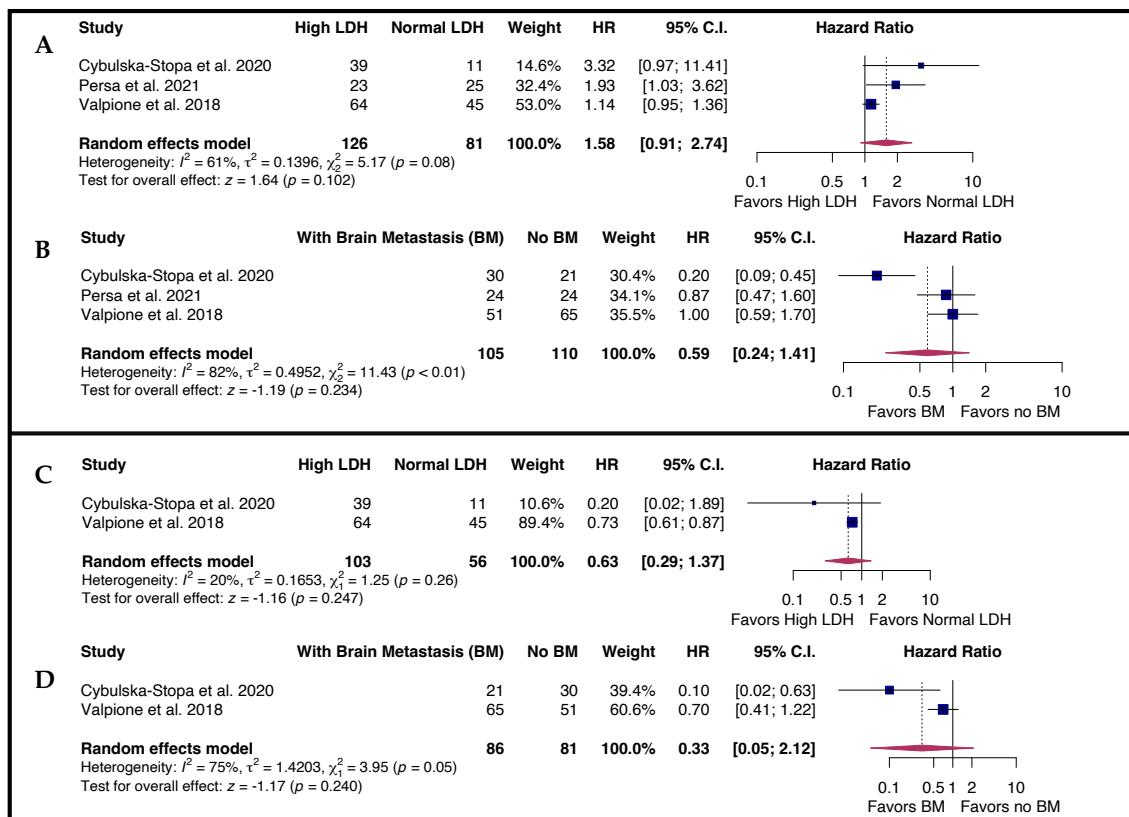 A
Study High LDH Normal LDH Weight HR 95% C.I. Hazard Ratio
Cybulska-Stopa et al. 2020 39 11 14.6% 3.32 [0.97; 11.41]
Persa et al. 2021 23 25 32.4% 1.93 [1.03; 3.62]
Valpione et al. 2018 64 45 53.0% 1.14 [0.95; 1.36]
Random effects model 126 81 100.0% 1.58 [0.91; 2.74]
Heterogeneity: I² = 61%, τ² = 0.1396, χ²₂ = 5.17 (p = 0.08)
Test for overall effect: z = 1.64 (p = 0.102)
0.1 0.5 1 2 10
Favors High LDH Favors Normal LDH
B
Study With Brain Metastasis (BM) No BM Weight HR 95% C.I. Hazard Ratio
Cybulska-Stopa et al. 2020 30 21 30.4% 0.20 [0.09; 0.45]
Persa et al. 2021 24 24 34.1% 0.87 [0.47; 1.60]
Valpione et al. 2018 51 65 35.5% 1.00 [0.59; 1.70]
Random effects model 105 110 100.0% 0.59 [0.24; 1.41]
Heterogeneity: I² = 82%, τ² = 0.4952, χ²₂ = 11.43 (p < 0.01)
Test for overall effect: z = -1.19 (p = 0.234)
0.1 0.5 1 2 10
Favors BM Favors no BM
C
Study High LDH Normal LDH Weight HR 95% C.I. Hazard Ratio
Cybulska-Stopa et al. 2020 39 11 10.6% 0.20 [0.02; 1.89]
Valpione et al. 2018 64 45 89.4% 0.73 [0.61; 0.87]
Random effects model 103 56 100.0% 0.63 [0.29; 1.37]
Heterogeneity: I² = 20%, τ² = 0.1653, χ²₁ = 1.25 (p = 0.26)
Test for overall effect: z = -1.16 (p = 0.247)
0.1 0.5 1 2 10
Favors High LDH Favors Normal LDH
D
Study With Brain Metastasis (BM) No BM Weight HR 95% C.I. Hazard Ratio
Cybulska-Stopa et al. 2020 21 30 39.4% 0.10 [0.02; 0.63]
Valpione et al. 2018 65 51 60.6% 0.70 [0.41; 1.22]
Random effects model 86 81 100.0% 0.33 [0.05; 2.12]
Heterogeneity: I² = 75%, τ² = 1.4203, χ²₁ = 3.95 (p = 0.05)
Test for overall effect: z = -1.17 (p = 0.240)
0.1 0.5 1 2 10
Favors BM Favors no BM